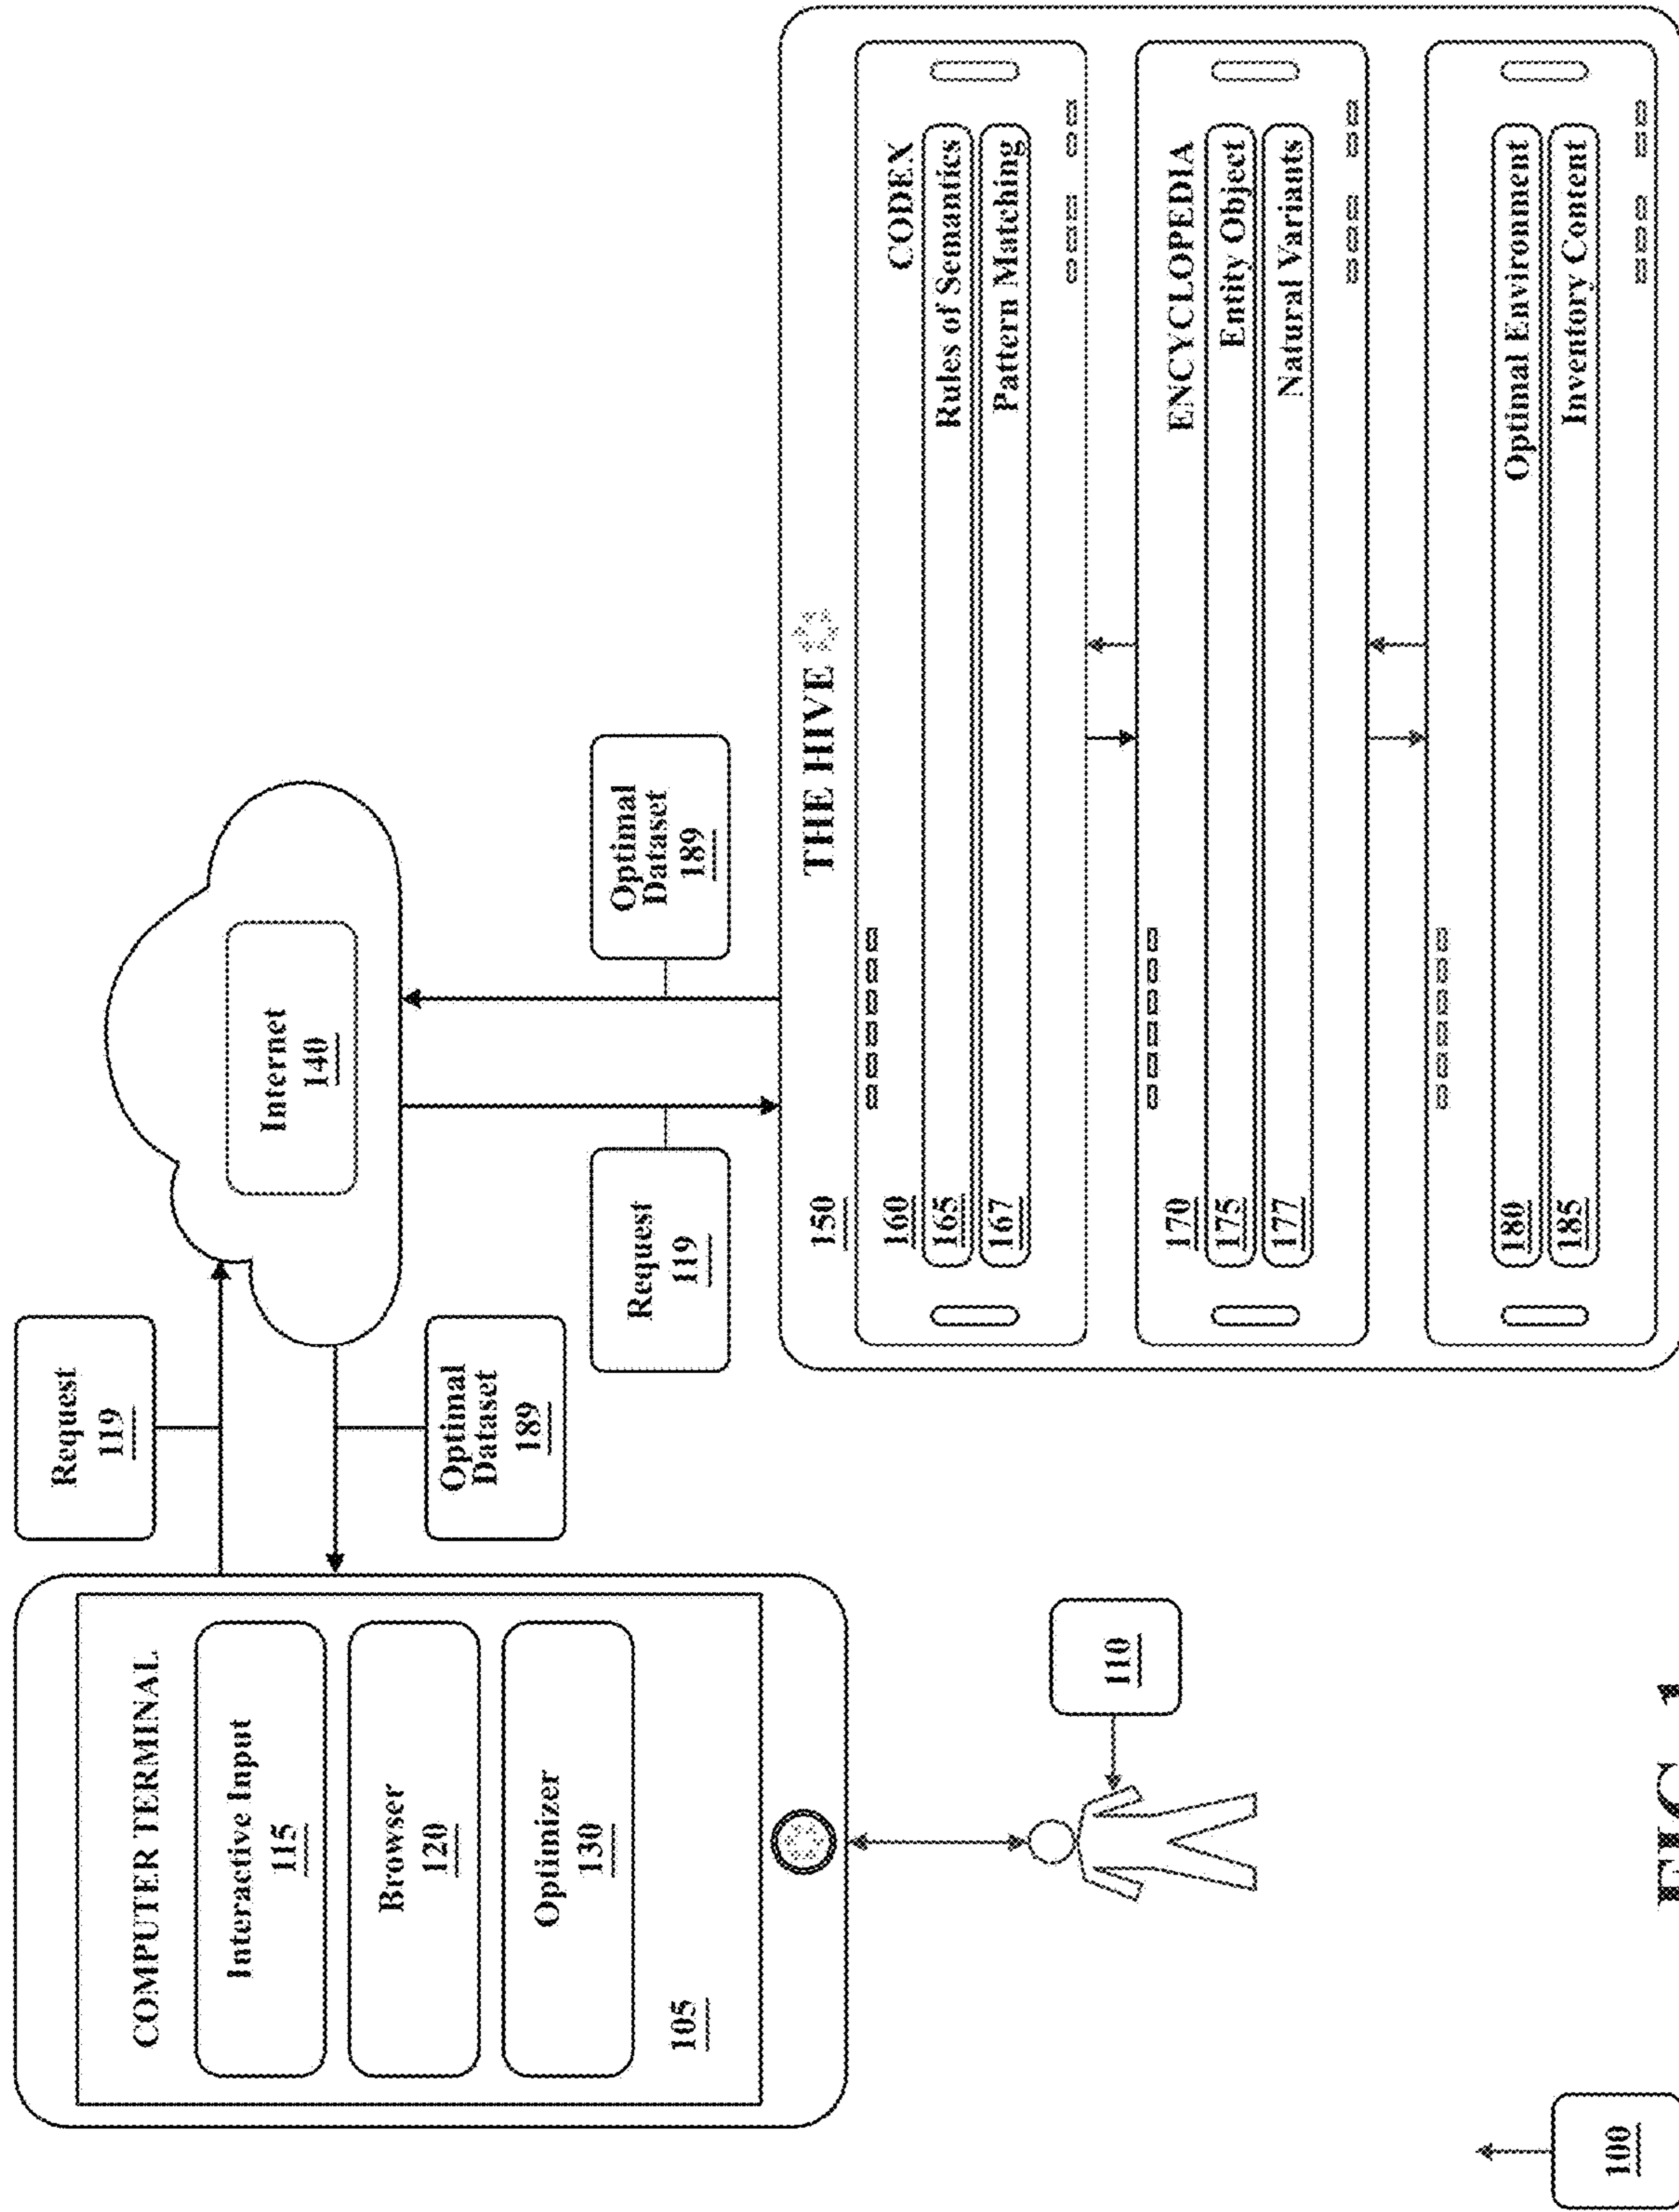 COMPUTER TERMINAL
Interactive Input
115
Browser
120
Optimizer
130
105
Request
119
Optimal
Dataset
189
Internet
140
Request
119
Optimal
Dataset
189
110
150 THE HIVE
160 CODEX
165 Rules of Semantics
167 Pattern Matching
170 ENCYCLOPEDIA
175 Entity Object
177 Natural Variants
180 Optimal Environment
185 Inventory Content
100
FIG. 1